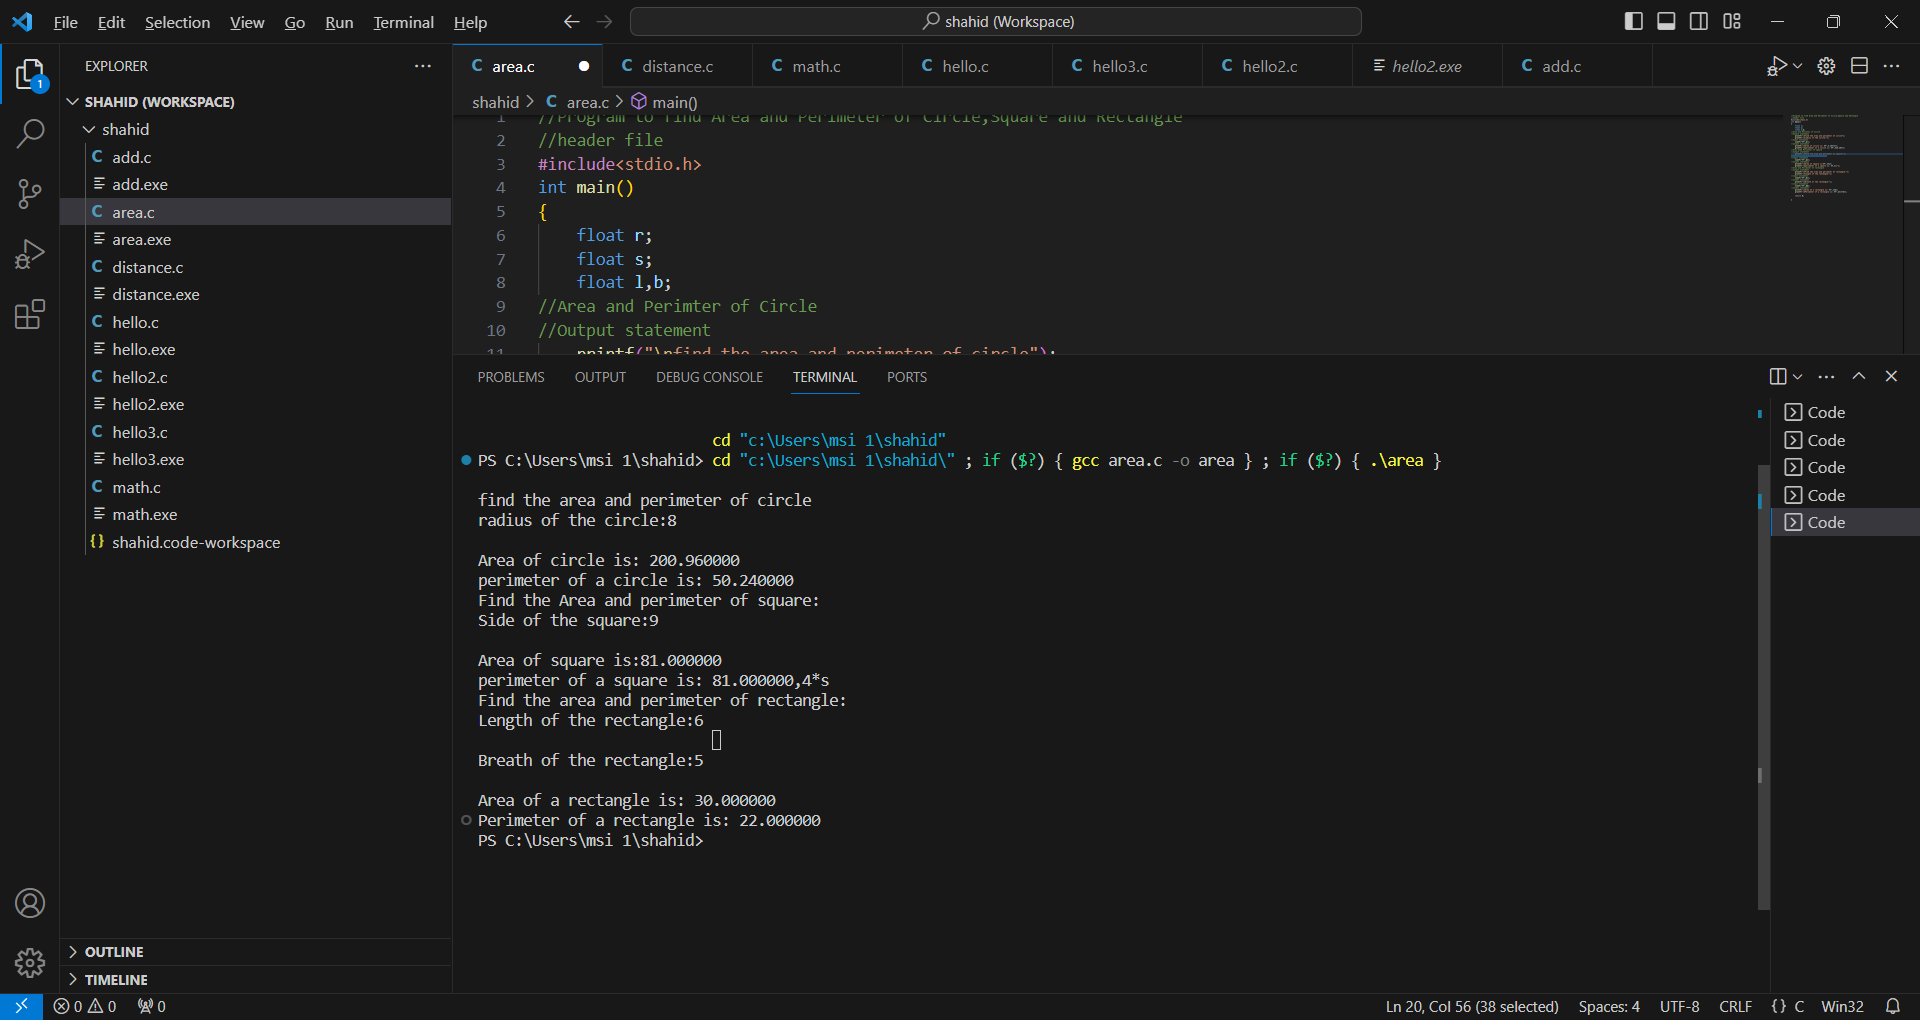 File Edit Selection View Go Run Terminal Help
shahid (Workspace)
EXPLORER
1
SHAHID (WORKSPACE)
shahid
C add.c
add.exe
C area.c
area.exe
C distance.c
distance.exe
C hello.c
hello.exe
C hello2.c
hello2.exe
C hello3.c
hello3.exe
C math.c
math.exe
{} shahid.code-workspace
OUTLINE
TIMELINE
C area.c C distance.c C math.c C hello.c C hello3.c C hello2.c hello2.exe C add.c
shahid > C area.c > main()
1 //Program to find Area and Perimeter of Circle,Square and Rectangle
2 //header file
3 #include<stdio.h>
4 int main()
5 {
6 float r;
7 float s;
8 float l,b;
9 //Area and Perimter of Circle
10 //Output statement
11 printf("\nfind the area and perimeter of circle");
PROBLEMS OUTPUT DEBUG CONSOLE TERMINAL PORTS
cd "c:\Users\msi 1\shahid"
PS C:\Users\msi 1\shahid> cd "c:\Users\msi 1\shahid\" ; if ($?) { gcc area.c -o area } ; if ($?) { .\area }
find the area and perimeter of circle
radius of the circle:8
Area of circle is: 200.960000
perimeter of a circle is: 50.240000
Find the Area and perimeter of square:
Side of the square:9
Area of square is:81.000000
perimeter of a square is: 81.000000,4*s
Find the area and perimeter of rectangle:
Length of the rectangle:6
Breath of the rectangle:5
Area of a rectangle is: 30.000000
Perimeter of a rectangle is: 22.000000
PS C:\Users\msi 1\shahid>
Code
Code
Code
Code
Code
0 0 0
Ln 20, Col 56 (38 selected) Spaces: 4 UTF-8 CRLF {} C Win32